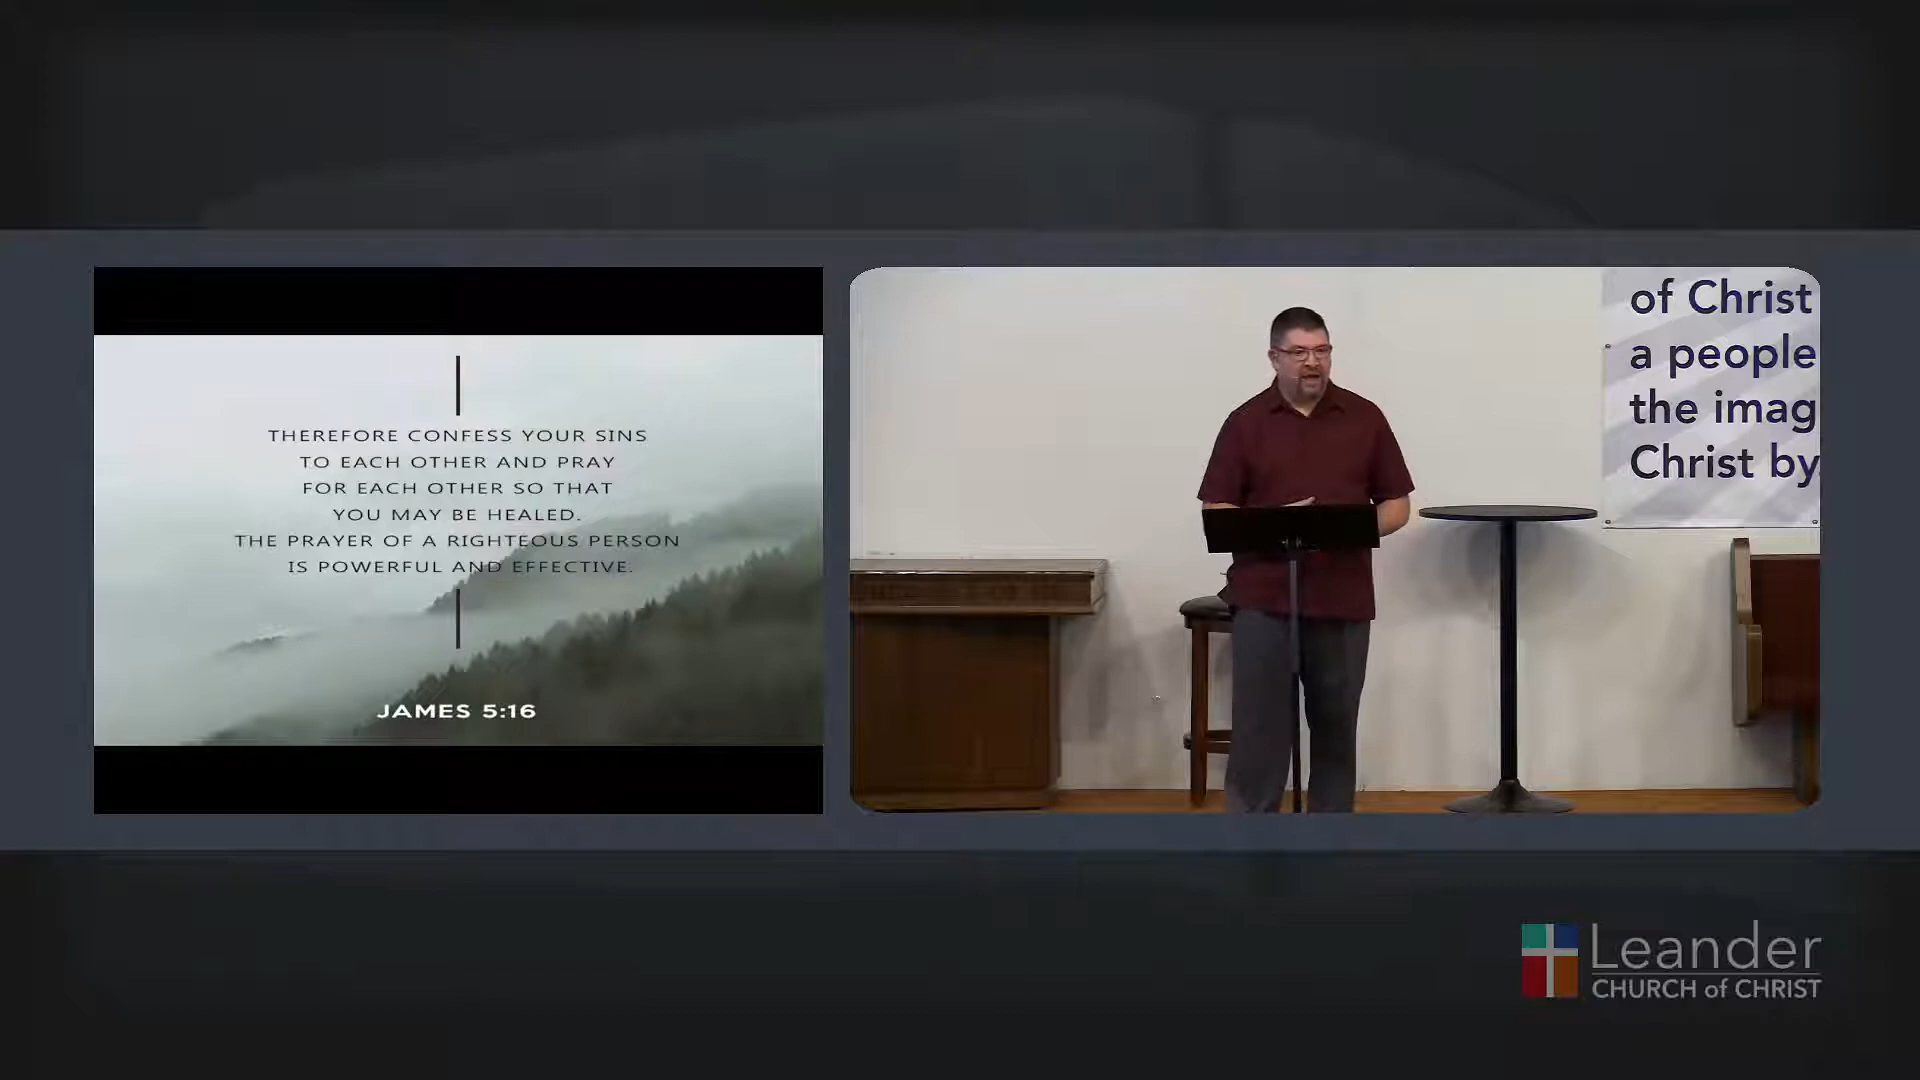 THEREFORE CONFESS YOUR SINS
TO EACH OTHER AND PRAY
FOR EACH OTHER SO THAT
YOU MAY BE HEALED.
THE PRAYER OF A RIGHTEOUS PERSON
IS POWERFUL AND EFFECTIVE.
JAMES 5:16
of Christ
a people
the imag
Christ by
Leander
CHURCH of CHRIST